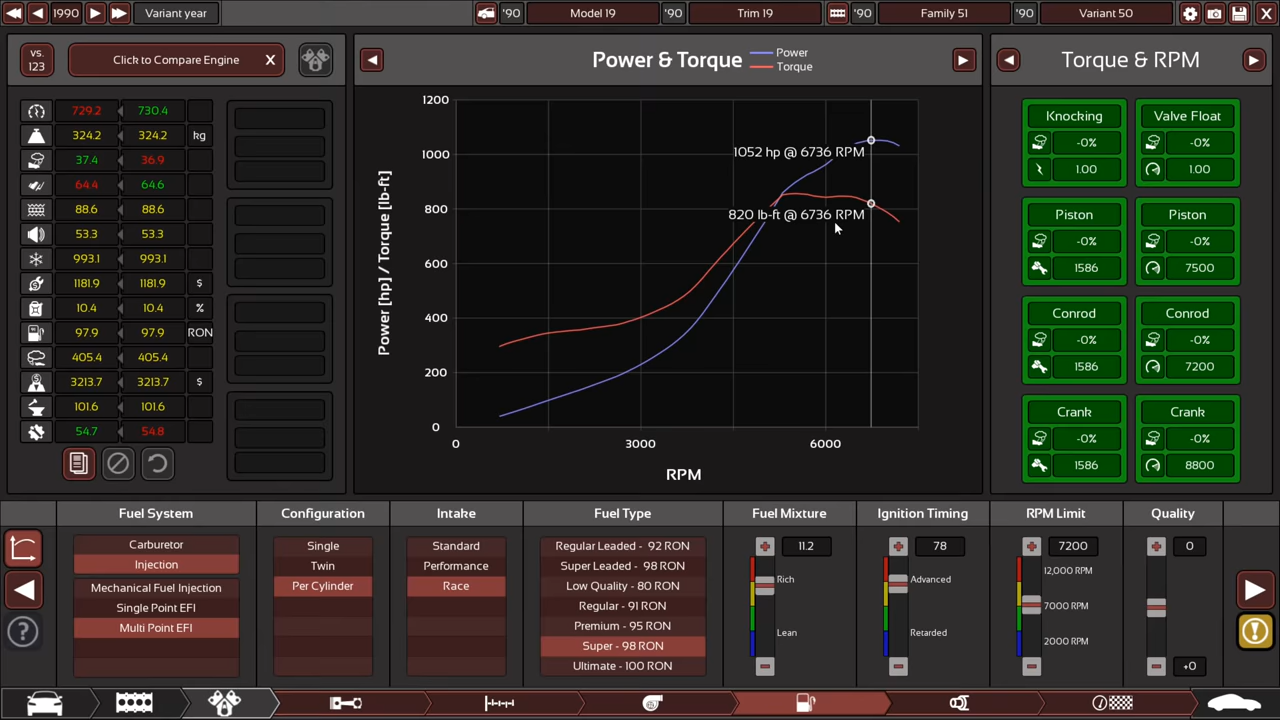 1990 Variant year '90 Model 19 '90 Trim 19 '90 Family 51 '90 Variant 50
vs. 123 Click to Compare Engine X
729.2 730.4
324.2 324.2 kg
37.4 36.9
64.4 64.6
88.6 88.6
53.3 53.3
993.1 993.1
1181.9 1181.9 $
10.4 10.4 %
97.9 97.9 RON
405.4 405.4
3213.7 3213.7 $
101.6 101.6
54.7 54.8
Power & Torque
Power
Torque
Power [hp] / Torque [lb-ft]
1200
1000
800
600
400
200
0
1052 hp @ 6736 RPM
820 lb-ft @ 6736 RPM
0 3000 6000
RPM
Torque & RPM
Knocking Valve Float
-0% -0%
1.00 1.00
Piston Piston
-0% -0%
1586 7500
Conrod Conrod
-0% -0%
1586 7200
Crank Crank
-0% -0%
1586 8800
Fuel System
Carburetor
Injection
Mechanical Fuel Injection
Single Point EFI
Multi Point EFI
Configuration
Single
Twin
Per Cylinder
Intake
Standard
Performance
Race
Fuel Type
Regular Leaded - 92 RON
Super Leaded - 98 RON
Low Quality - 80 RON
Regular - 91 RON
Premium - 95 RON
Super - 98 RON
Ultimate - 100 RON
Fuel Mixture
11.2
Rich
Lean
Ignition Timing
78
Advanced
Retarded
RPM Limit
7200
12,000 RPM
7000 RPM
2000 RPM
Quality
0
+0